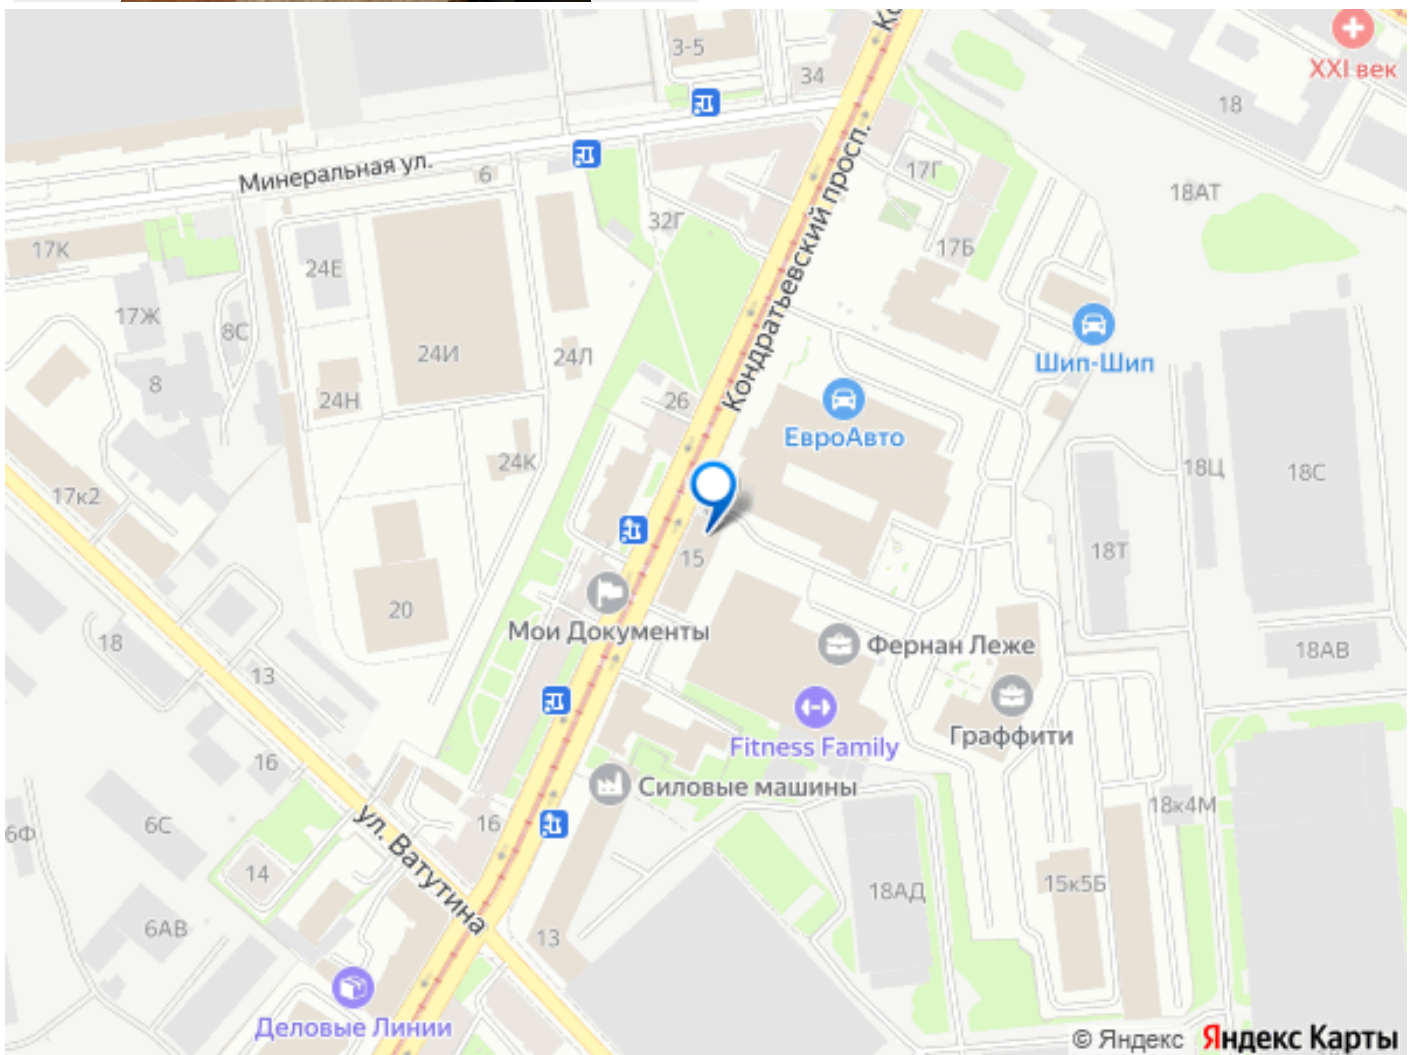 Ко
3-5
34
XXI век
18
Минеральная ул.
6
17Г
18АТ
Кондратьевский просп.
17К
32Г
17Б
24Е
17Ж
8С
24И
24Л
Шип-Шип
8
24Н
26
ЕвроАвто
24К
18Ц
18С
17к2
15
18Т
20
Мои Документы
Фернан Леже
18АВ
18
13
Граффити
Fitness Family
16
Силовые машины
18к4М
6Ф
6С
ул. Ватутина
16
14
18АД
15к5Б
6АВ
13
Деловые Линии
© Яндекс Яндекс Карты